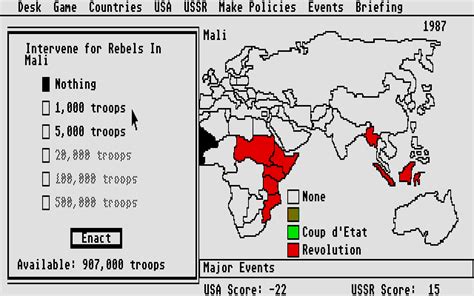 Desk Game Countries USA USSR Make Policies Events Briefing
Intervene for Rebels In
Mali
Nothing
1,000 troops
5,000 troops
20,000 troops
100,000 troops
500,000 troops
Enact
Available: 907,000 troops
Mali
1987
None
Coup d'Etat
Revolution
Major Events
USA Score: -22 USSR Score: 15